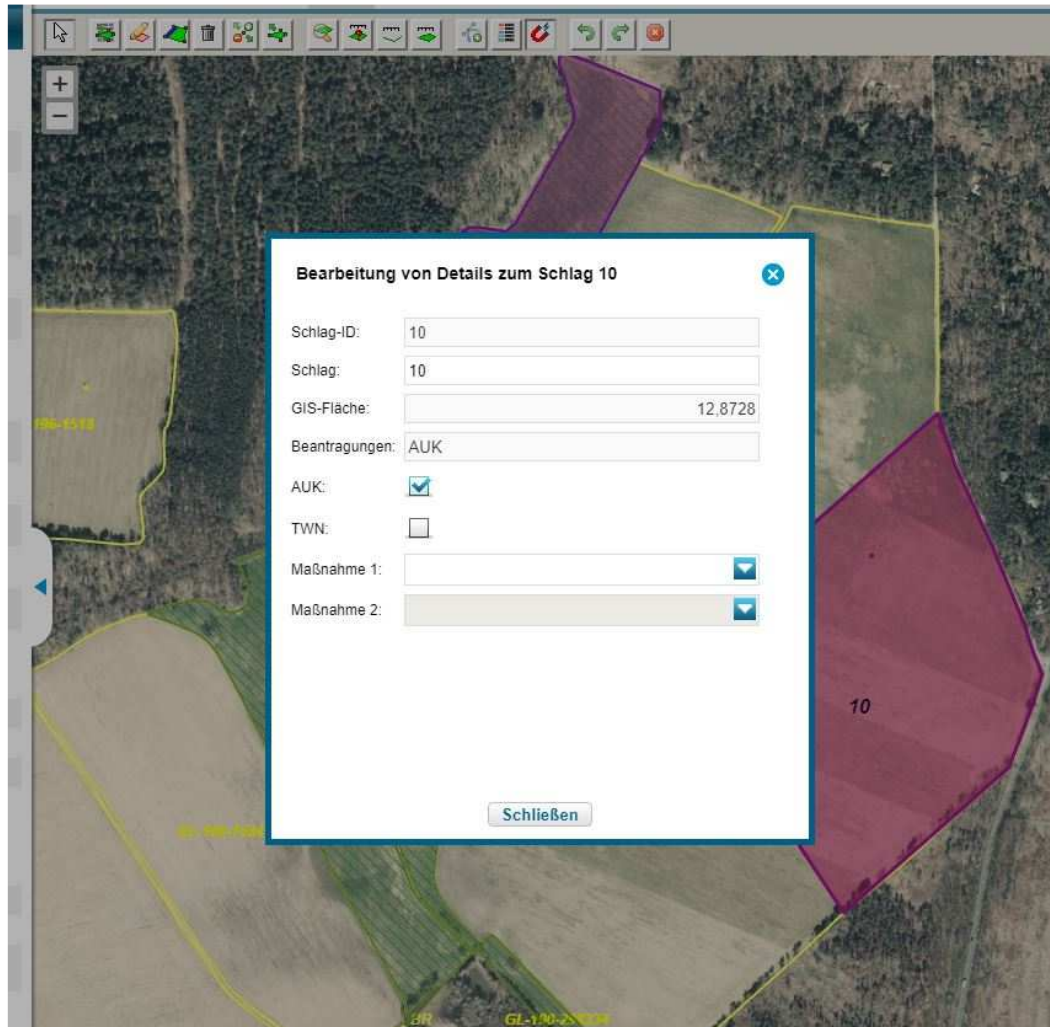 +
−
Bearbeitung von Details zum Schlag 10
Schlag-ID: 10
Schlag: 10
GIS-Fläche: 12,8728
Beantragungen: AUK
AUK:
TWN:
Maßnahme 1:
Maßnahme 2:
10
Schließen
BR